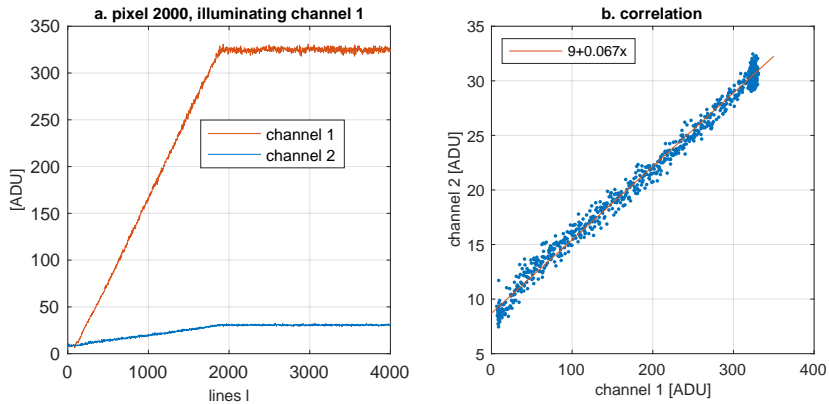 a. pixel 2000, illuminating channel 1
350
300
250
200
150
100
50
0
[ADU]
channel 1
channel 2
0 1000 2000 3000 4000
lines l
b. correlation
35
30
25
20
15
10
5
channel 2 [ADU]
9+0.067x
0 100 200 300 400
channel 1 [ADU]